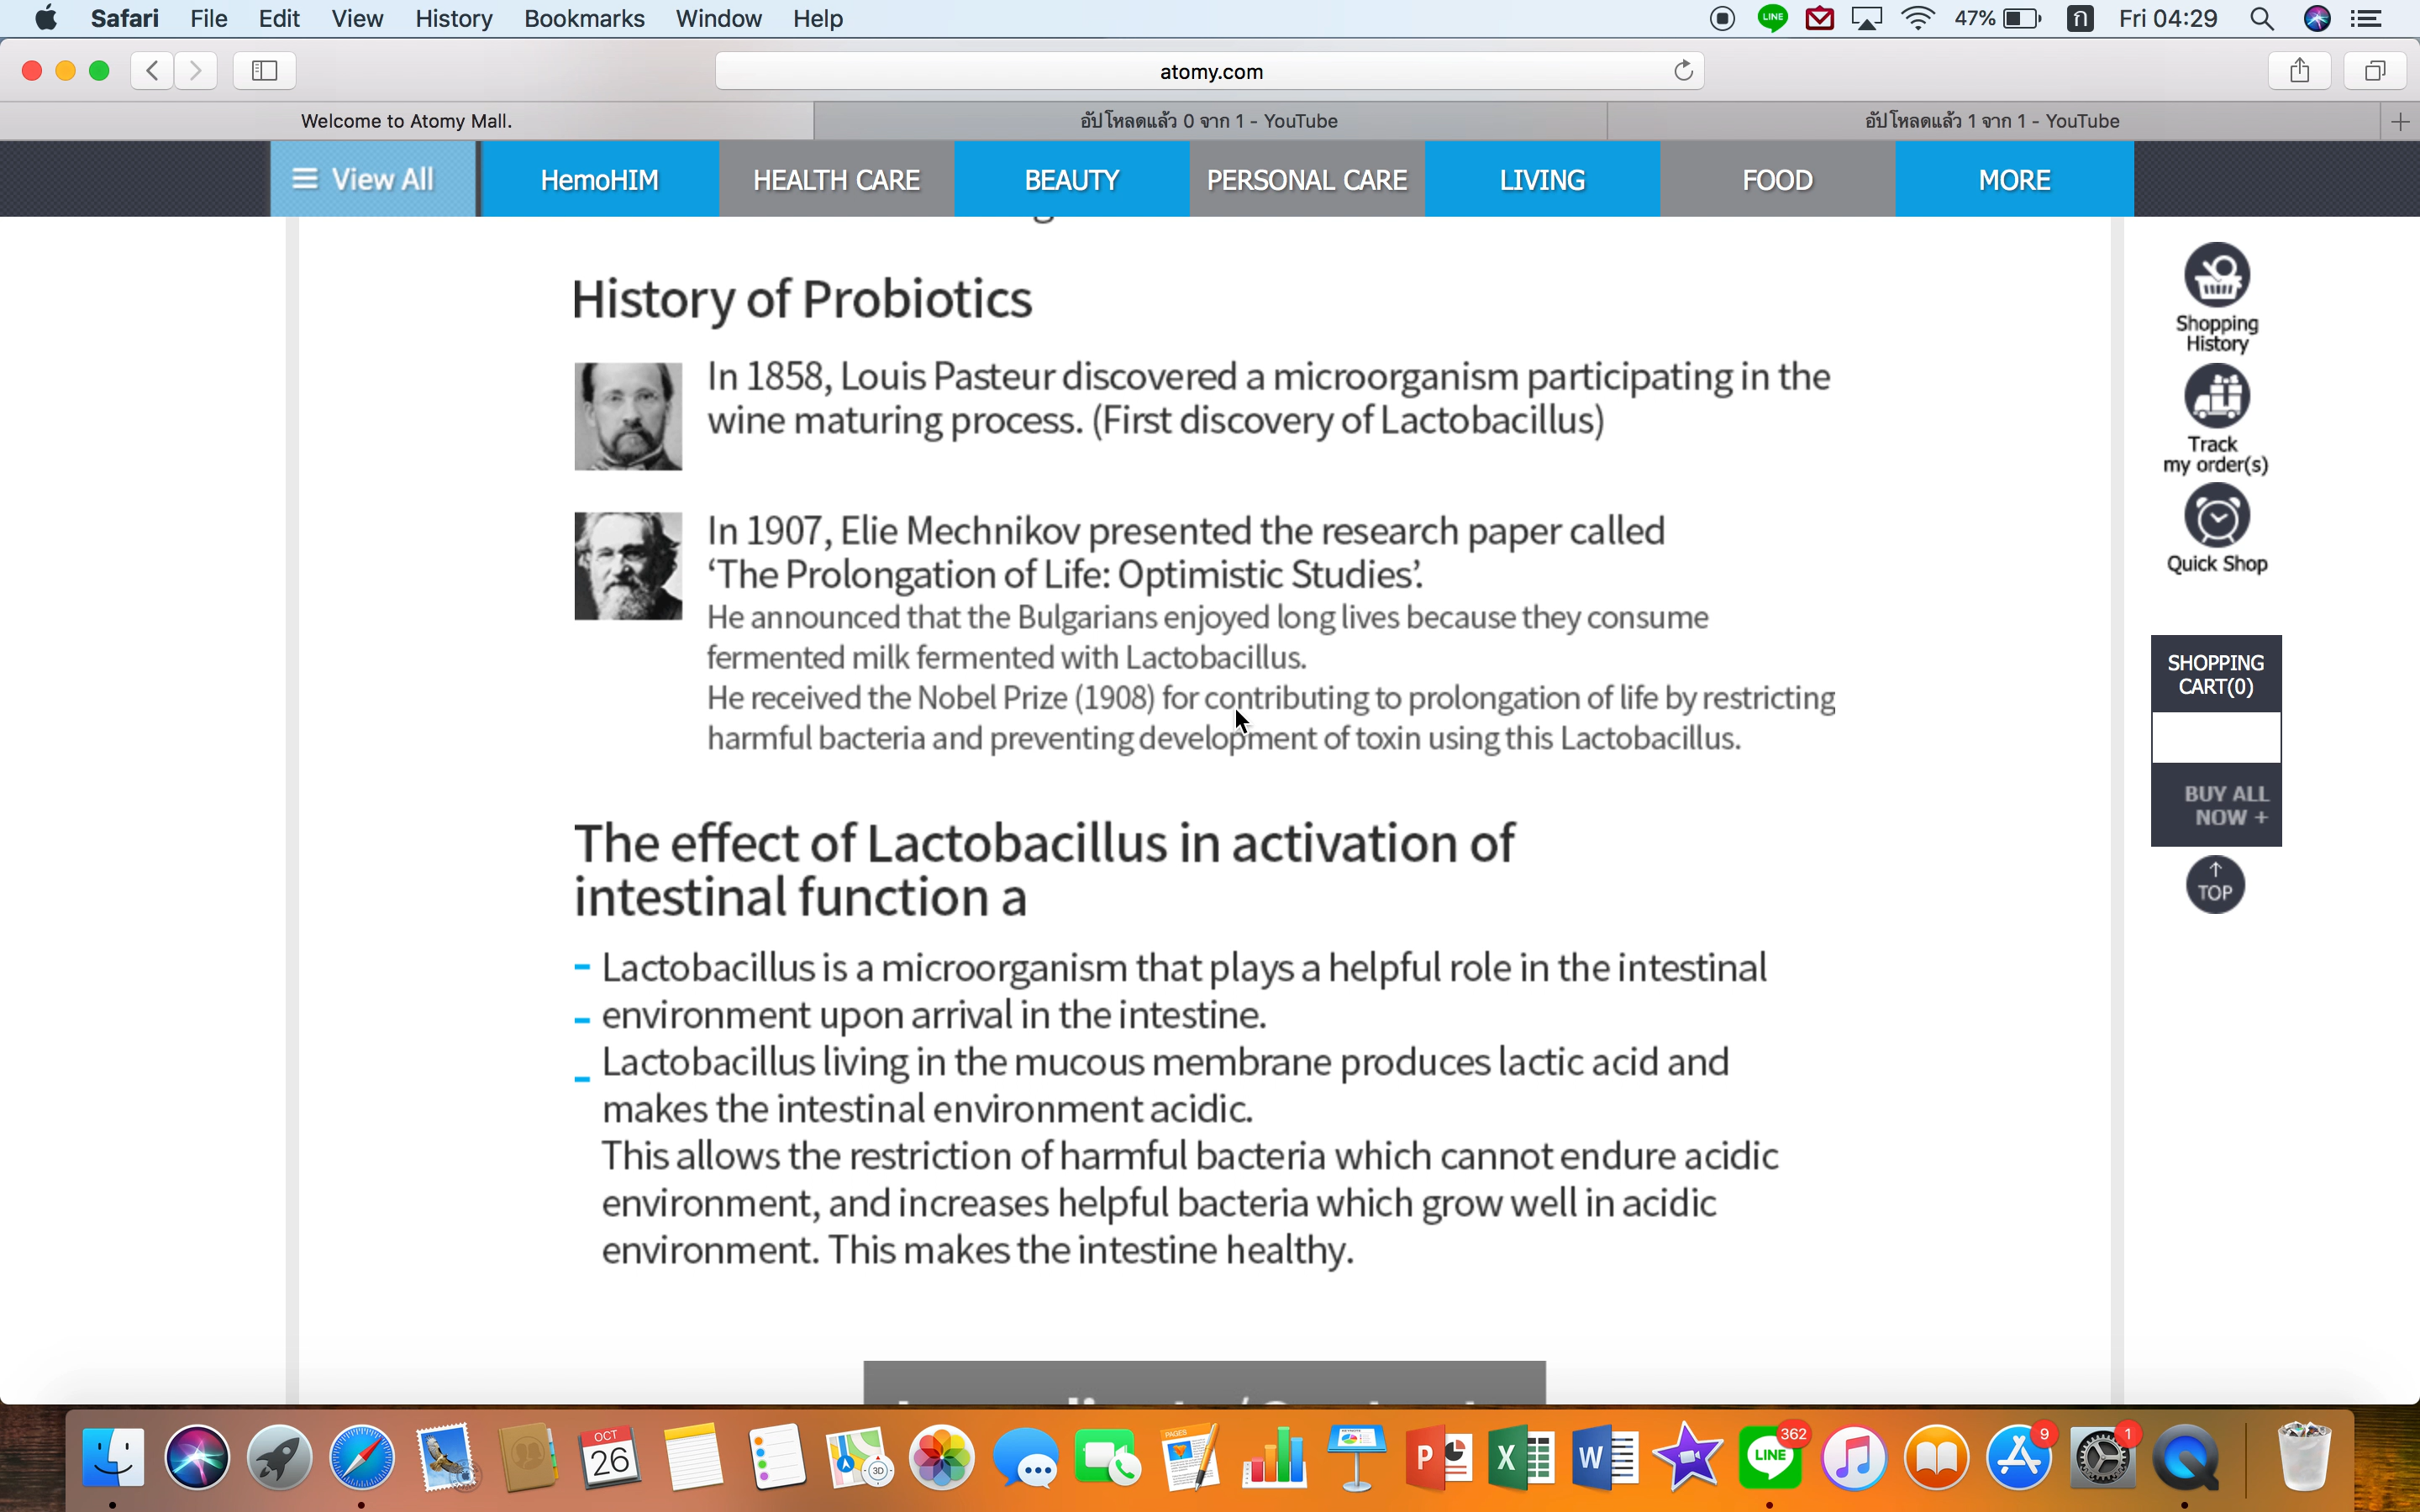 Safari File Edit View History Bookmarks Window Help
LINE 47% ก Fri 04:29
atomy.com
Welcome to Atomy Mall.
อัปโหลดแล้ว 0 จาก 1 - YouTube
อัปโหลดแล้ว 1 จาก 1 - YouTube
View All HemoHIM HEALTH CARE BEAUTY PERSONAL CARE LIVING FOOD MORE
History of Probiotics
In 1858, Louis Pasteur discovered a microorganism participating in the
wine maturing process. (First discovery of Lactobacillus)
In 1907, Elie Mechnikov presented the research paper called
‘The Prolongation of Life: Optimistic Studies’.
He announced that the Bulgarians enjoyed long lives because they consume
fermented milk fermented with Lactobacillus.
He received the Nobel Prize (1908) for contributing to prolongation of life by restricting
harmful bacteria and preventing development of toxin using this Lactobacillus.
The effect of Lactobacillus in activation of
intestinal function a
- Lactobacillus is a microorganism that plays a helpful role in the intestinal
- environment upon arrival in the intestine.
- Lactobacillus living in the mucous membrane produces lactic acid and
makes the intestinal environment acidic.
This allows the restriction of harmful bacteria which cannot endure acidic
environment, and increases helpful bacteria which grow well in acidic
environment. This makes the intestine healthy.
Shopping
History
Track
my order(s)
Quick Shop
SHOPPING
CART(0)
BUY ALL
NOW +
↑
TOP
OCT
26
3D
PAGES
P
X
W
LINE
362
9
1